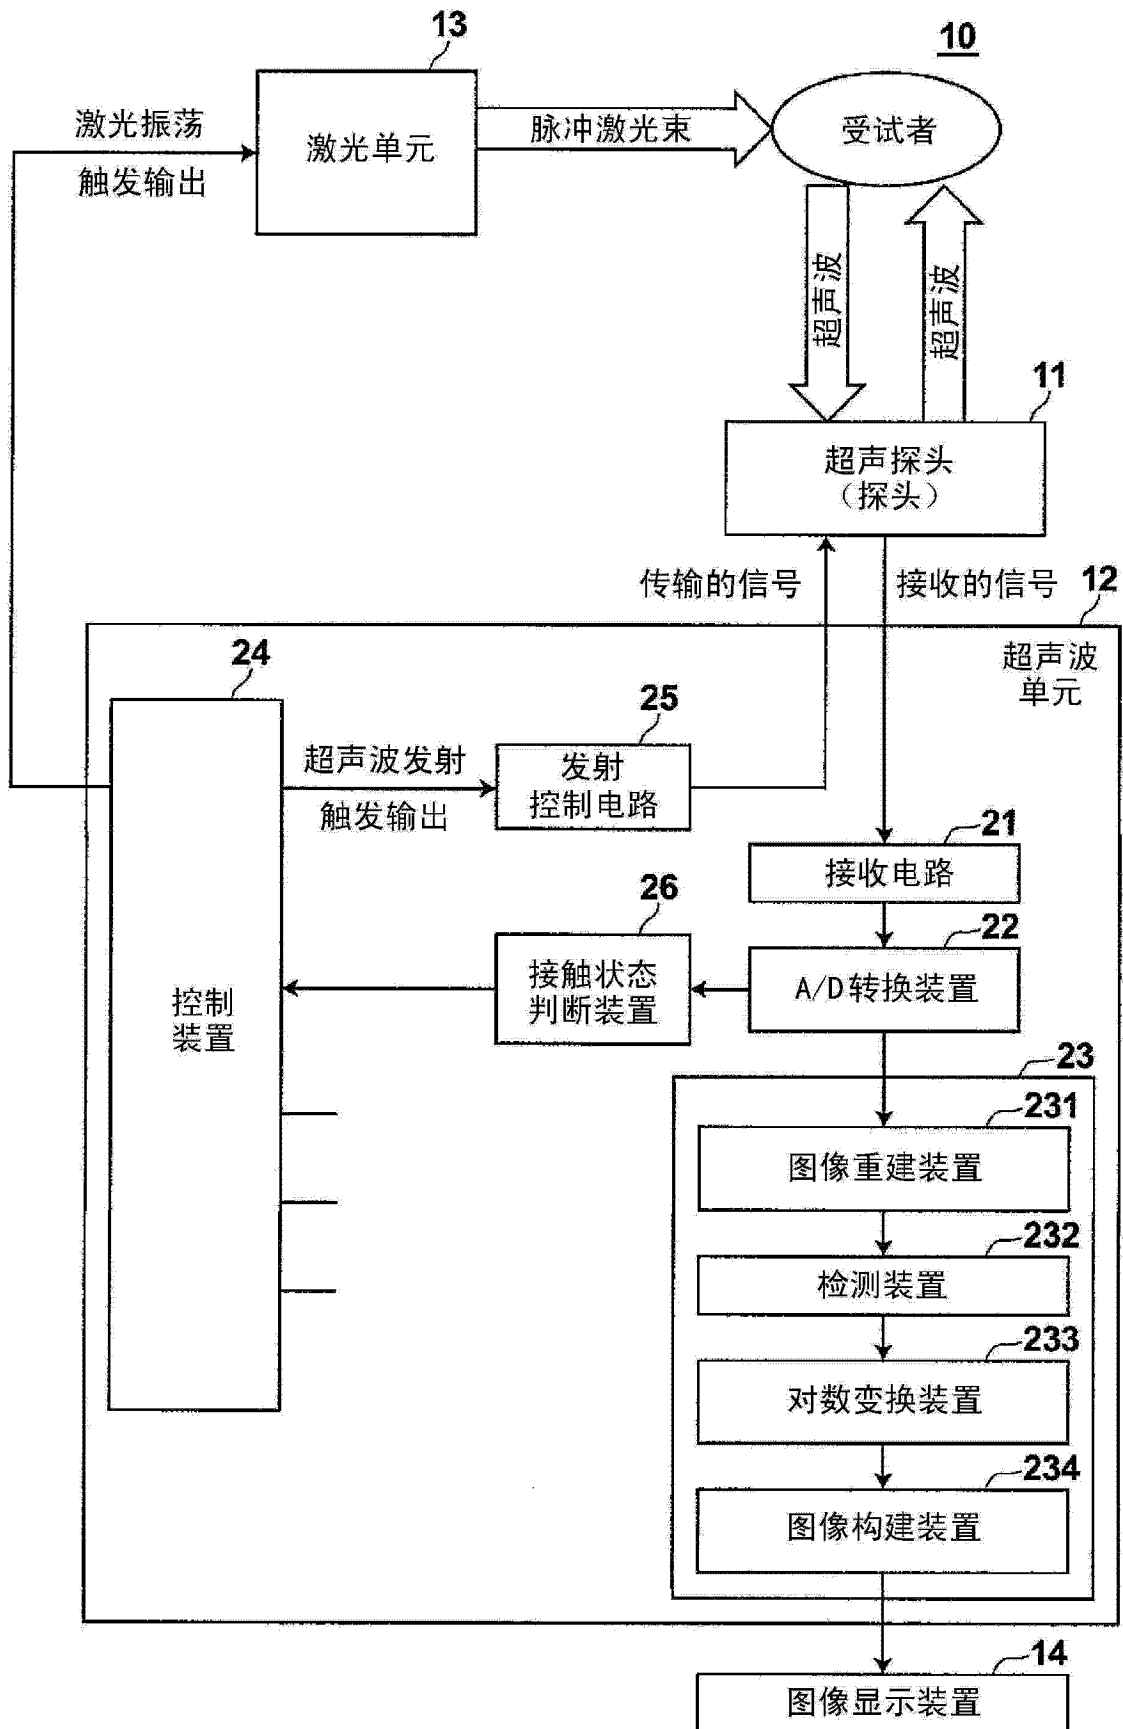 13
10
激光振荡
触发输出
激光单元
脉冲激光束
受试者
超声波
超声波
11
超声探头
（探头）
传输的信号
接收的信号
12
超声波
单元
24
25
超声波发射
触发输出
发射
控制电路
21
接收电路
26
22
接触状态
判断装置
A/D转换装置
控制
装置
23
231
图像重建装置
232
检测装置
233
对数变换装置
234
图像构建装置
14
图像显示装置